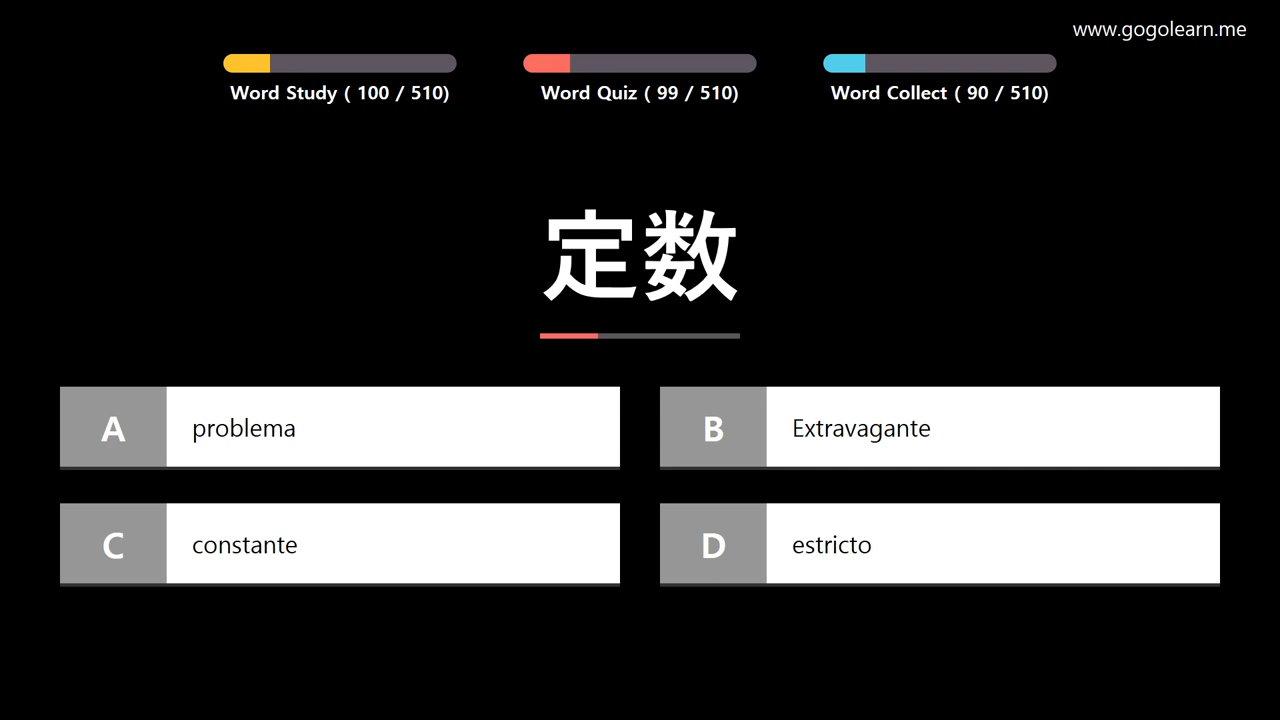 www.gogolearn.me
Word Study ( 100 / 510)
Word Quiz ( 99 / 510)
Word Collect ( 90 / 510)
定数
A problema
B Extravagante
C constante
D estricto